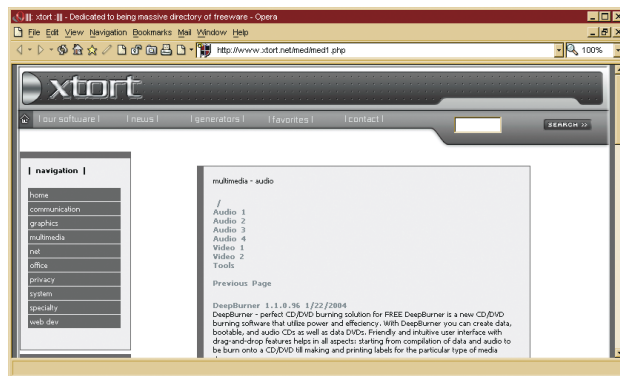 ||: xtort :|| - Dedicated to being massive directory of freeware - Opera
File Edit View Navigation Bookmarks Mail Window Help
http://www.xtort.net/med/med1.php
100%
xtort
| our software |
| news |
| generators |
| favorites |
| contact |
SEARCH >>
| navigation |
home
communication
graphics
multimedia
net
office
privacy
system
specialty
web dev
multimedia - audio
/
Audio 1
Audio 2
Audio 3
Audio 4
Video 1
Video 2
Tools
Previous Page
DeepBurner 1.1.0.96 1/22/2004
DeepBurner - perfect CD/DVD burning solution for FREE DeepBurner is a new CD/DVD
burning software that utilize power and effeciency. With DeepBurner you can create data,
bootable, and audio CDs as well as data DVDs. Friendly and intuitive user interface with
drag-and-drop features helps in all aspects: starting from compilation of data and audio to
be burn onto a CD/DVD till making and printing labels for the particular type of media